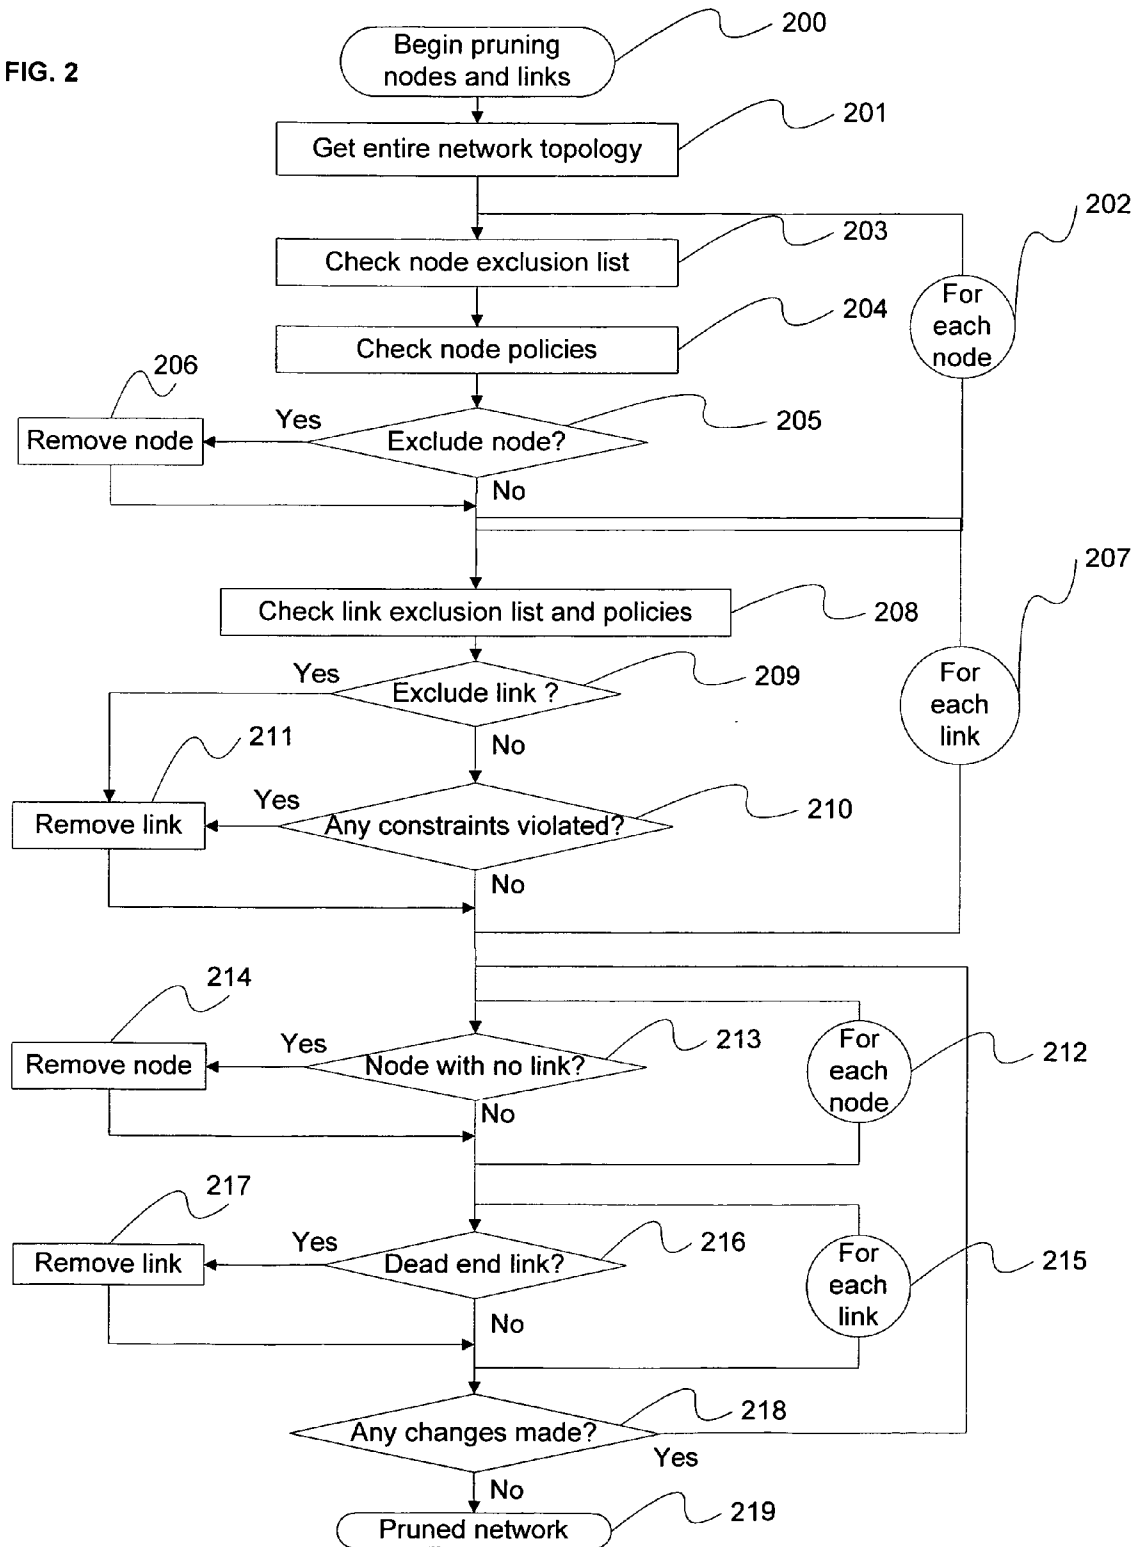 FIG. 2
Begin pruning
nodes and links
200
Get entire network topology
201
202
Check node exclusion list
203
For
each
node
Check node policies
204
206
Remove node
Yes
Exclude node?
205
No
207
Check link exclusion list and policies
208
For
each
link
Yes
Exclude link ?
209
No
211
Remove link
Yes
Any constraints violated?
210
No
214
Remove node
Yes
Node with no link?
213
For
each
node
212
No
217
Remove link
Yes
Dead end link?
216
For
each
link
215
No
Any changes made?
218
Yes
No
Pruned network
219